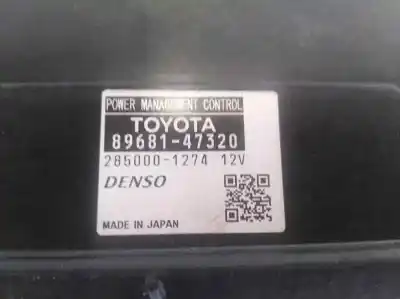 POWER MANAGEMENT CONTROL
TOYOTA
89681-47320
285000-1274 12V
DENSO
MADE IN JAPAN